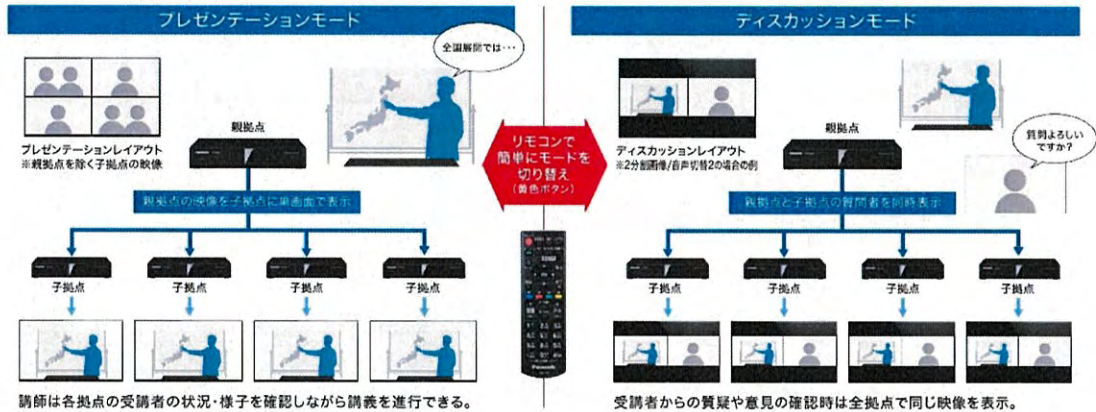 プレゼンテーションモード
全国展開では・・・
親拠点
プレゼンテーションレイアウト
※親拠点を除く子拠点の映像
親拠点の映像を子拠点に単画面で表示
子拠点
子拠点
子拠点
子拠点
講師は各拠点の受講者の状況・様子を確認しながら講義を進行できる。
リモコンで
簡単にモードを
切り替え
(黄色ボタン)
Panasonic
ディスカッションモード
親拠点
質問よろしい
ですか?
ディスカッションレイアウト
※2分割画像/音声切替2の場合の例
親拠点と子拠点の質問者を同時表示
子拠点
子拠点
子拠点
子拠点
受講者からの質疑や意見の確認時は全拠点で同じ映像を表示。